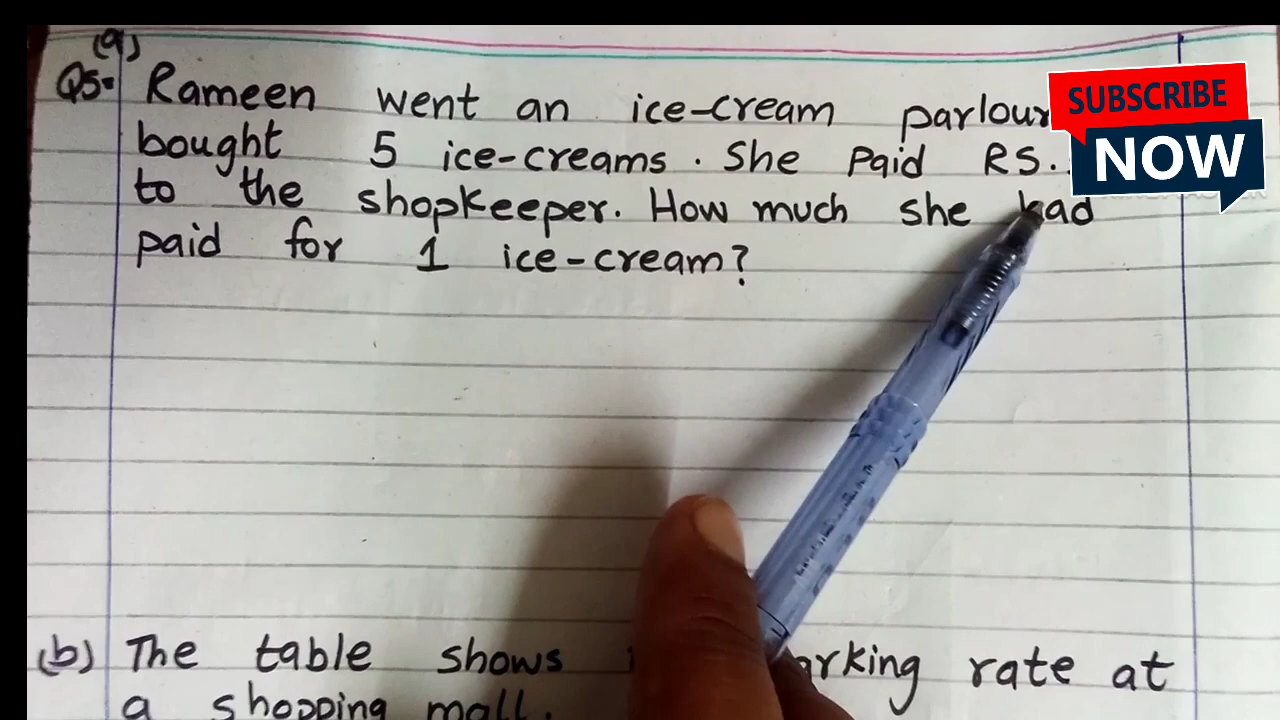 (a)
Q5. Rameen went an ice-cream parlour
bought 5 ice-creams. She paid RS.
to the shopkeeper. How much she had
paid for 1 ice-cream?
(b) The table shows arking rate at
a shopping mall.
SUBSCRIBE
NOW